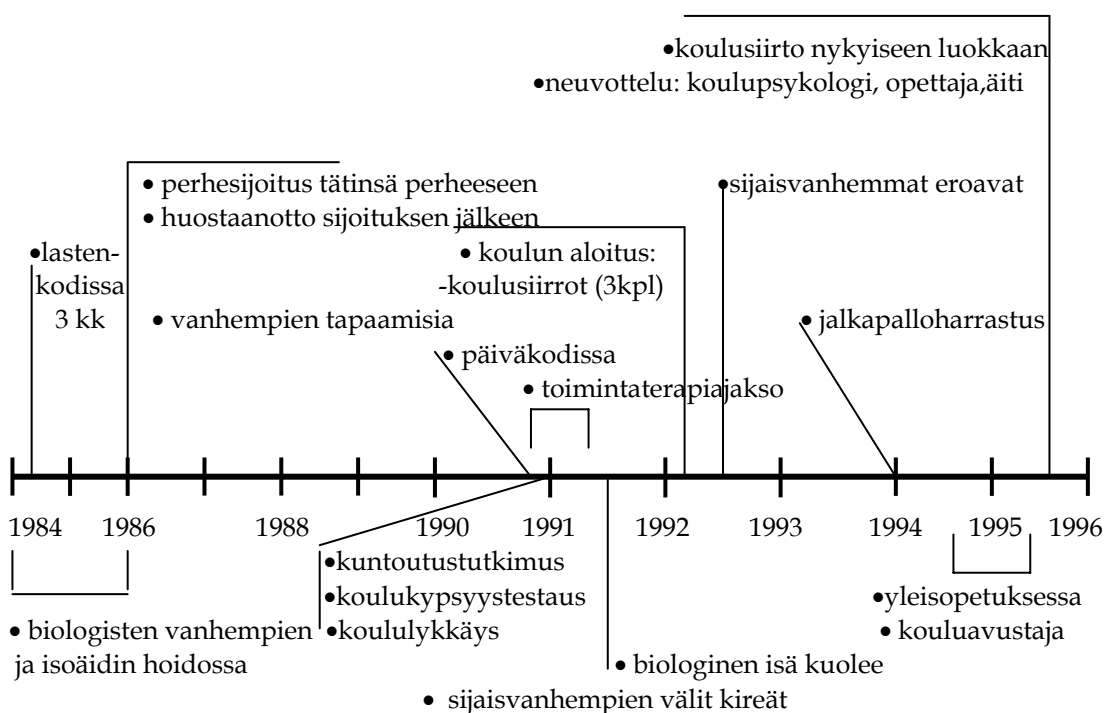 •koulusiirto nykyiseen luokkaan
•neuvottelu: koulupsykologi, opettaja,äiti
• perhesijoitus tätinsä perheeseen
• huostaanotto sijoituksen jälkeen
•sijaisvanhemmat eroavat
•lasten-
kodissa
3 kk
• koulun aloitus:
-koulusiirrot (3kpl)
• vanhempien tapaamisia
• jalkapalloharrastus
• päiväkodissa
• toimintaterapiajakso
1984 1986 1988 1990 1991 1992 1993 1994 1995 1996
•kuntoutustutkimus
•koulukypsyystestaus
•koululykkäys
•yleisopetuksessa
• kouluavustaja
• biologisten vanhempien
ja isoäidin hoidossa
• biologinen isä kuolee
• sijaisvanhempien välit kireät